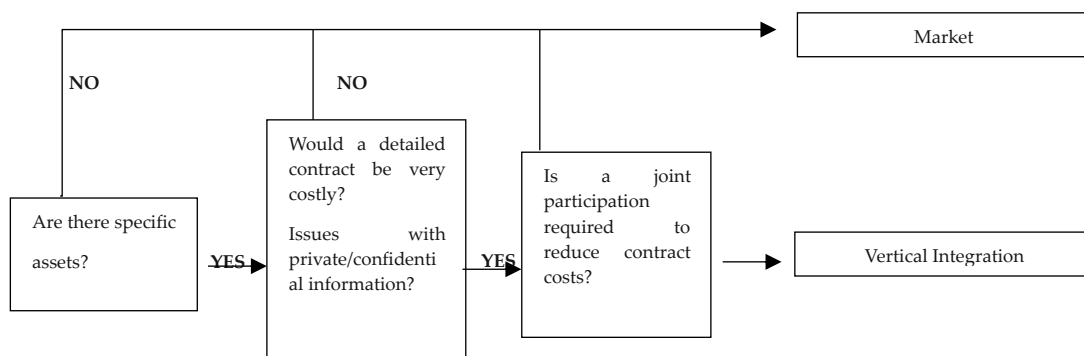 Market
NO
NO
Would a detailed
contract be very
costly?
Issues with
private/confidenti
al information?
Is a joint
participation
required to
reduce contract
costs?
Are there specific
assets?
YES
YES
Vertical Integration